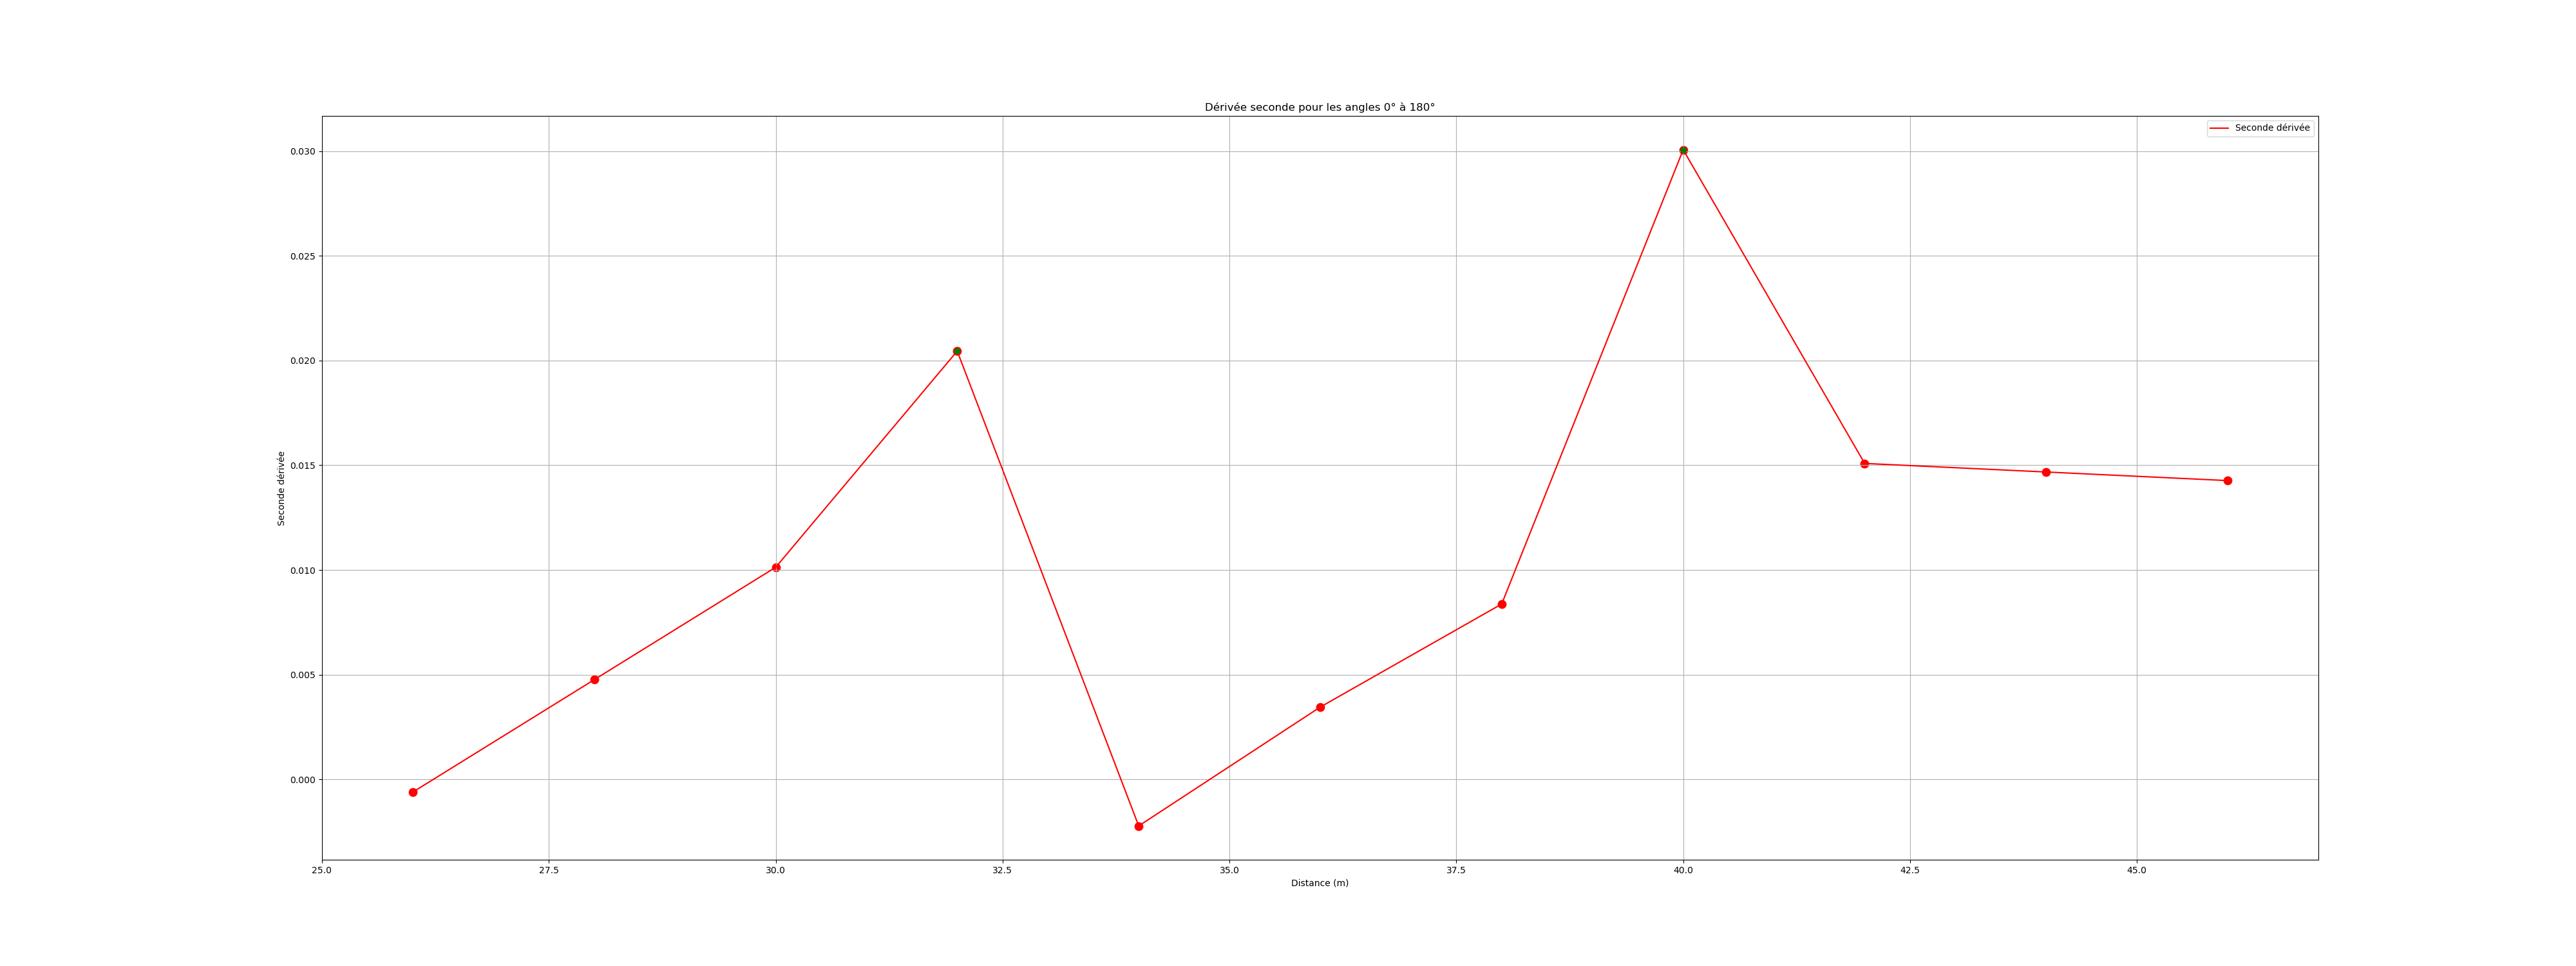 Dérivée seconde pour les angles 0° à 180°
Seconde dérivée
0.030
0.025
0.020
0.015
0.010
0.005
0.000
Seconde dérivée
25.0 27.5 30.0 32.5 35.0 37.5 40.0 42.5 45.0
Distance (m)